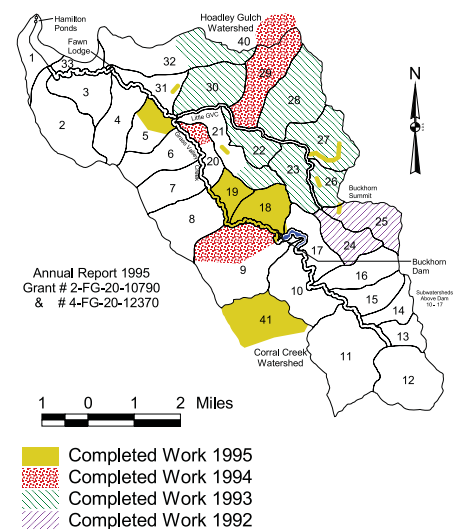 Hamilton
Ponds
Hoadley Gulch
Watershed
Fawn
Lodge
40
1
33
32
29
N
3
31
30
28
2
4
Little GVC
21
27
5
6
22
20
23
26
Buckhorn
Summit
7
19
18
25
8
17
24
Annual Report 1995
Grant # 2-FG-20-10790
& # 4-FG-20-12370
9
10
16
Buckhorn
Dam
15
Subwatersheds
Above Dam
10 - 17
14
41
13
Corral Creek
Watershed
11
12
1 0 1 2 Miles
Completed Work 1995
Completed Work 1994
Completed Work 1993
Completed Work 1992